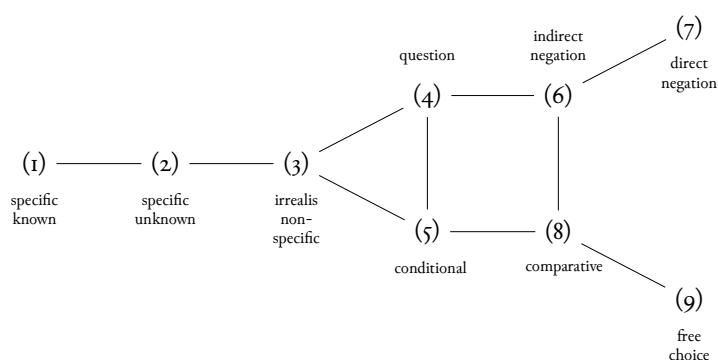 (7)
direct
negation
indirect
negation
(6)
question
(4)
(1)
specific
known
(2)
specific
unknown
(3)
irrealis
non-
specific
(5)
conditional
(8)
comparative
(9)
free
choice